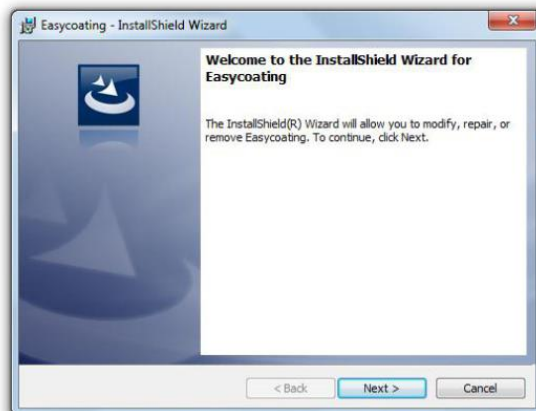 Easycoating - InstallShield Wizard
Welcome to the InstallShield Wizard for
Easycoating
The InstallShield(R) Wizard will allow you to modify, repair, or
remove Easycoating. To continue, click Next.
< Back
Next >
Cancel